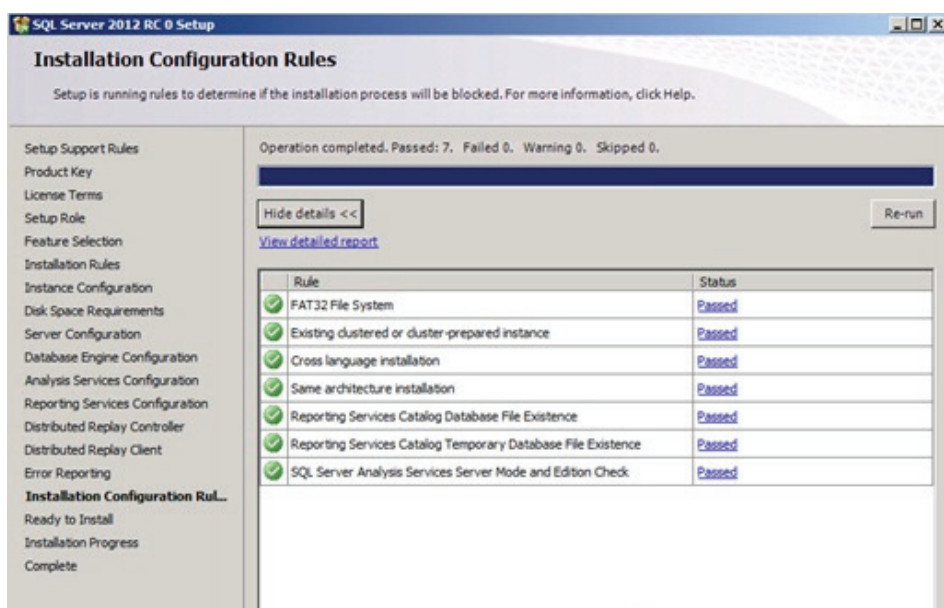 SQL Server 2012 RC 0 Setup
Installation Configuration Rules
Setup is running rules to determine if the installation process will be blocked. For more information, click Help.
Setup Support Rules
Product Key
License Terms
Setup Role
Feature Selection
Installation Rules
Instance Configuration
Disk Space Requirements
Server Configuration
Database Engine Configuration
Analysis Services Configuration
Reporting Services Configuration
Distributed Replay Controller
Distributed Replay Client
Error Reporting
Installation Configuration Rul...
Ready to Install
Installation Progress
Complete
Operation completed. Passed: 7.  Failed 0.  Warning 0.  Skipped 0.
Hide details <<
Re-run
View detailed report
Rule Status
FAT32 File System Passed
Existing clustered or cluster-prepared instance Passed
Cross language installation Passed
Same architecture installation Passed
Reporting Services Catalog Database File Existence Passed
Reporting Services Catalog Temporary Database File Existence Passed
SQL Server Analysis Services Server Mode and Edition Check Passed